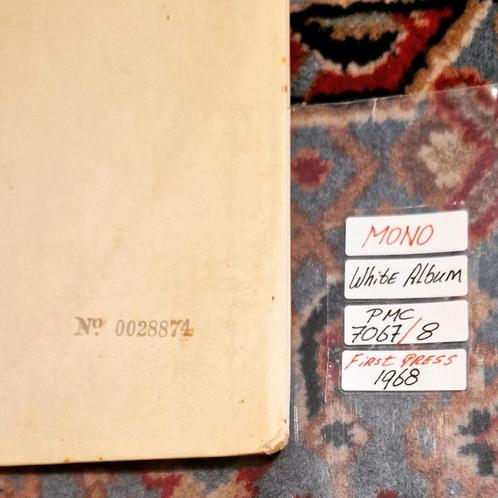 Nº 0028874
MONO
White Album
PMC
7067/8
First PRESS
1968